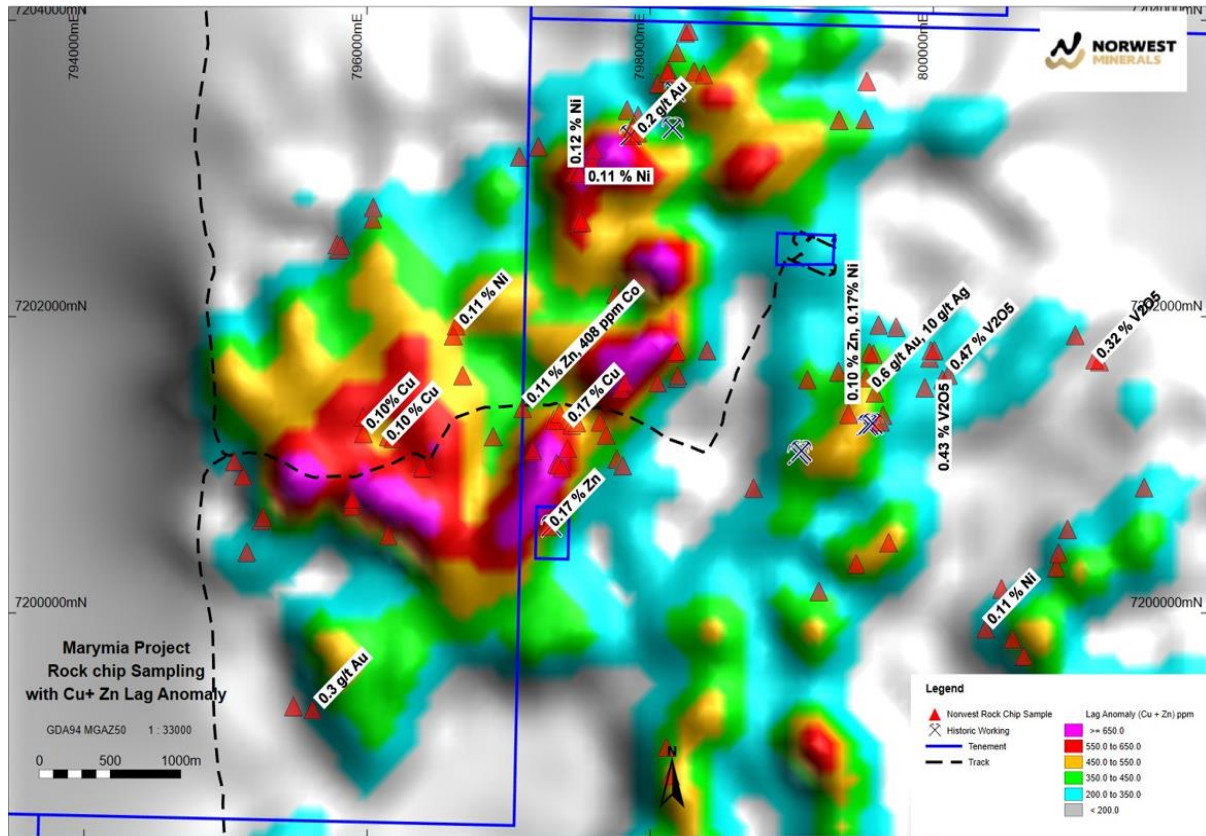 7204000mN
794000mE
796000mE
798000mE
800000mE
7204000mN
NORWEST
MINERALS
0.2 g/t Au
0.12 % Ni
0.11 % Ni
7202000mN
0.11 % Ni
0.11 % Zn, 408 ppm Co
0.10 % Zn, 0.17% Ni
0.6 g/t Au, 10 g/t Ag
0.47 % V2O5
7202000mN
0.32 % V2O5
0.10% Cu
0.10 % Cu
0.17 % Cu
0.43 % V2O5
0.17 % Zn
7200000mN
0.11 % Ni
7200000mN
0.3 g/t Au
Marymia Project
Rock chip Sampling
with Cu+ Zn Lag Anomaly
GDA94 MGAZ50 1 : 33000
0 500 1000m
N
Legend
Norwest Rock Chip Sample
Historic Working
Tenement
Track
Lag Anomaly (Cu + Zn) ppm
>= 650.0
550.0 to 650.0
450.0 to 550.0
350.0 to 450.0
200.0 to 350.0
< 200.0